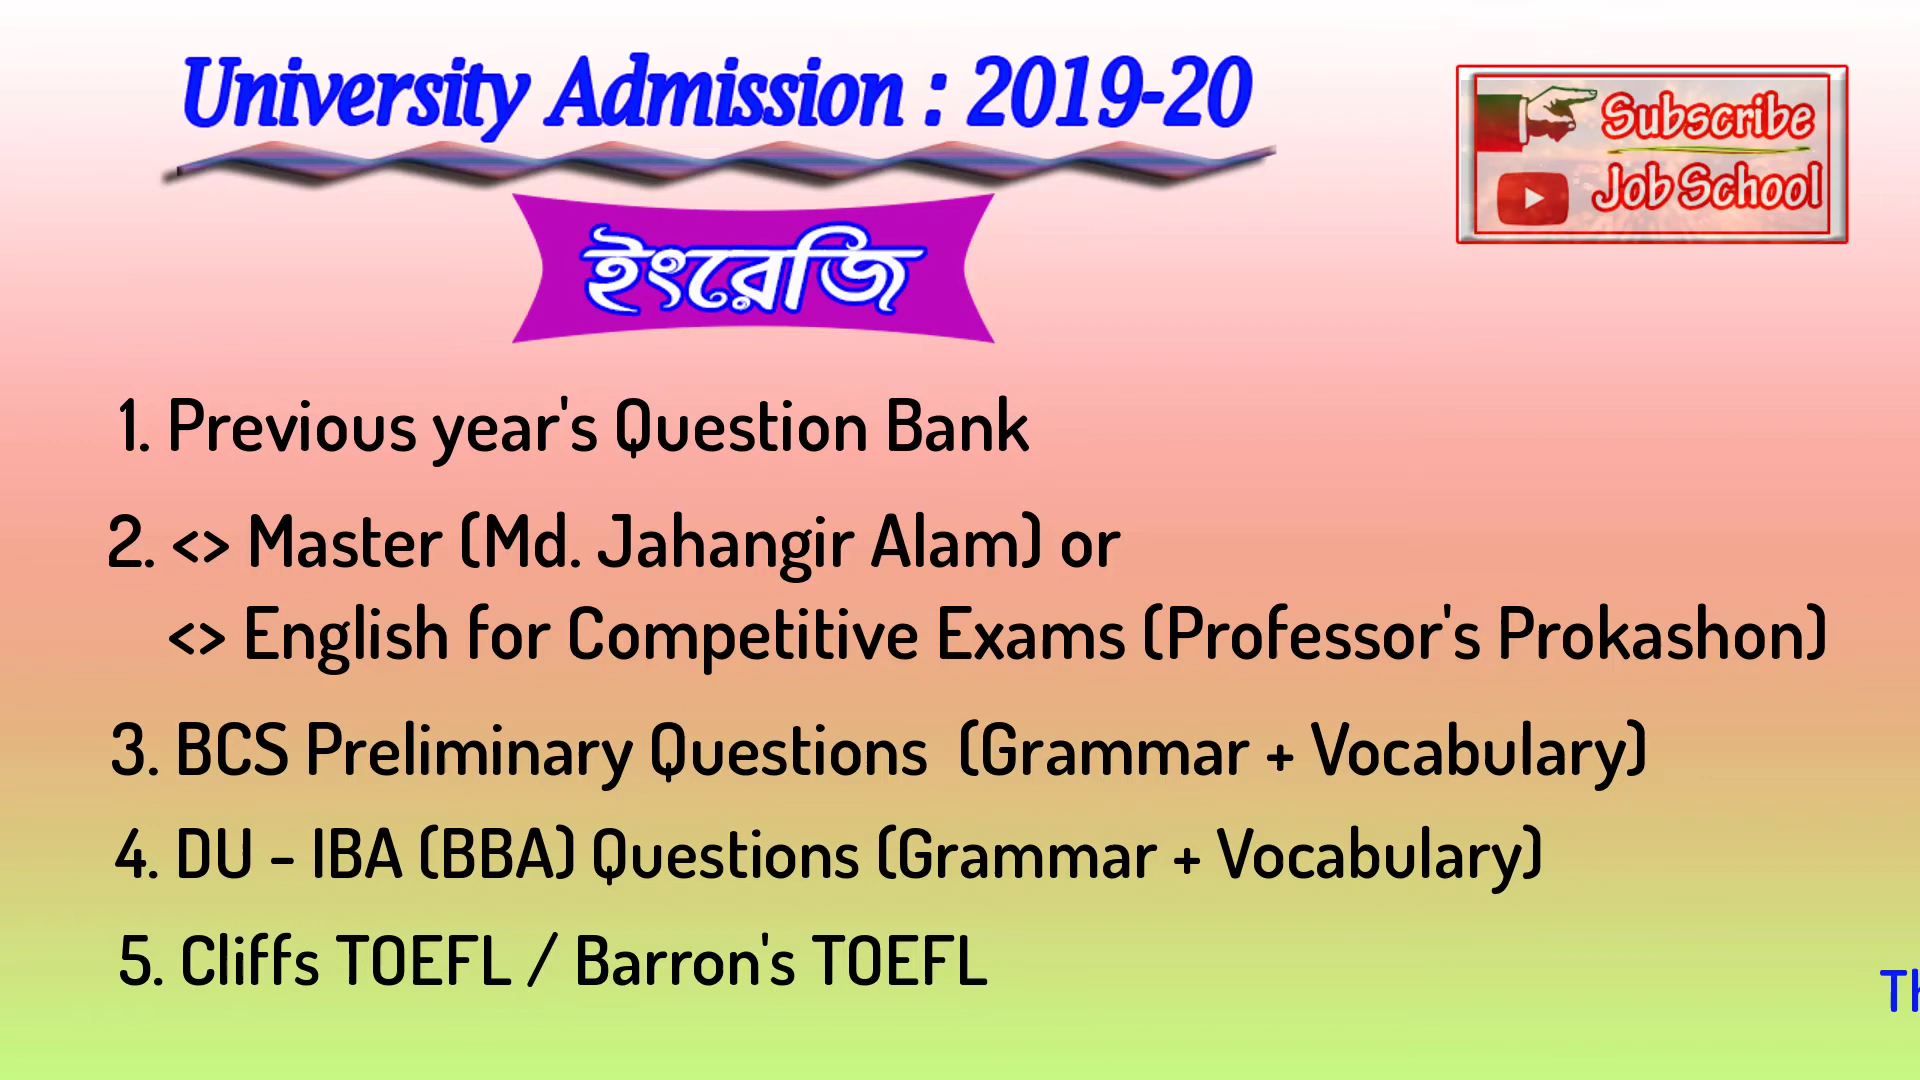 University Admission : 2019-20
Subscribe
Job School
ইংরেজি
1. Previous year's Question Bank
2. <> Master (Md. Jahangir Alam) or
<> English for Competitive Exams (Professor's Prokashon)
3. BCS Preliminary Questions (Grammar + Vocabulary)
4. DU - IBA (BBA) Questions (Grammar + Vocabulary)
5. Cliffs TOEFL / Barron's TOEFL